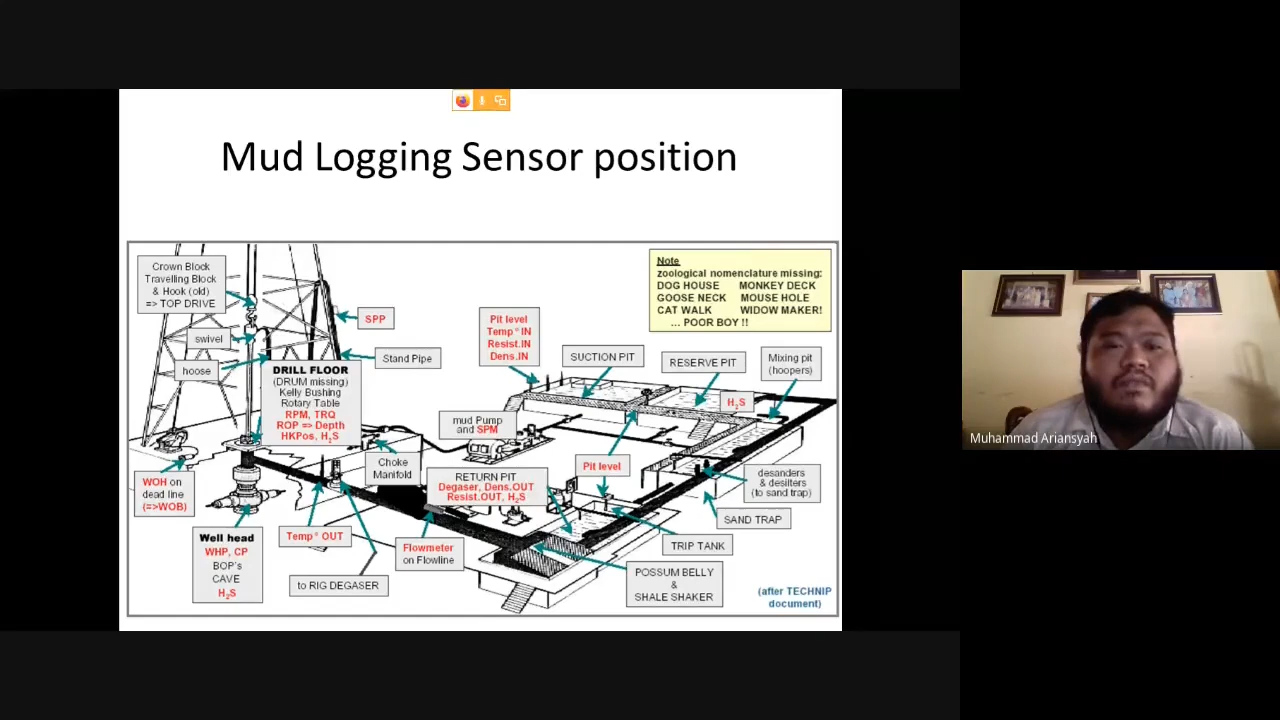 Mud Logging Sensor position
Crown Block
Travelling Block
& Hook (old)
=> TOP DRIVE
swivel
hoose
SPP
Stand Pipe
DRILL FLOOR
(DRUM missing)
Kelly Bushing
Rotary Table
RPM, TRQ
ROP => Depth
HKPos, H2S
Pit level
Temp° IN
Resist.IN
Dens.IN
SUCTION PIT
RESERVE PIT
Mixing pit
(hoopers)
Note
zoological nomenclature missing:
DOG HOUSE MONKEY DECK
GOOSE NECK MOUSE HOLE
CAT WALK WIDOW MAKER!
... POOR BOY !!
H2S
mud Pump
and SPM
Choke
Manifold
RETURN PIT
Degaser, Dens.OUT
Resist.OUT, H2S
Pit level
desanders
& desilters
(to sand trap)
WOH on
dead line
(=>WOB)
SAND TRAP
Well head
WHP, CP
BOP's
CAVE
H2S
Temp° OUT
to RIG DEGASER
Flowmeter
on Flowline
TRIP TANK
POSSUM BELLY
&
SHALE SHAKER
(after TECHNIP
document)
Muhammad Ariansyah